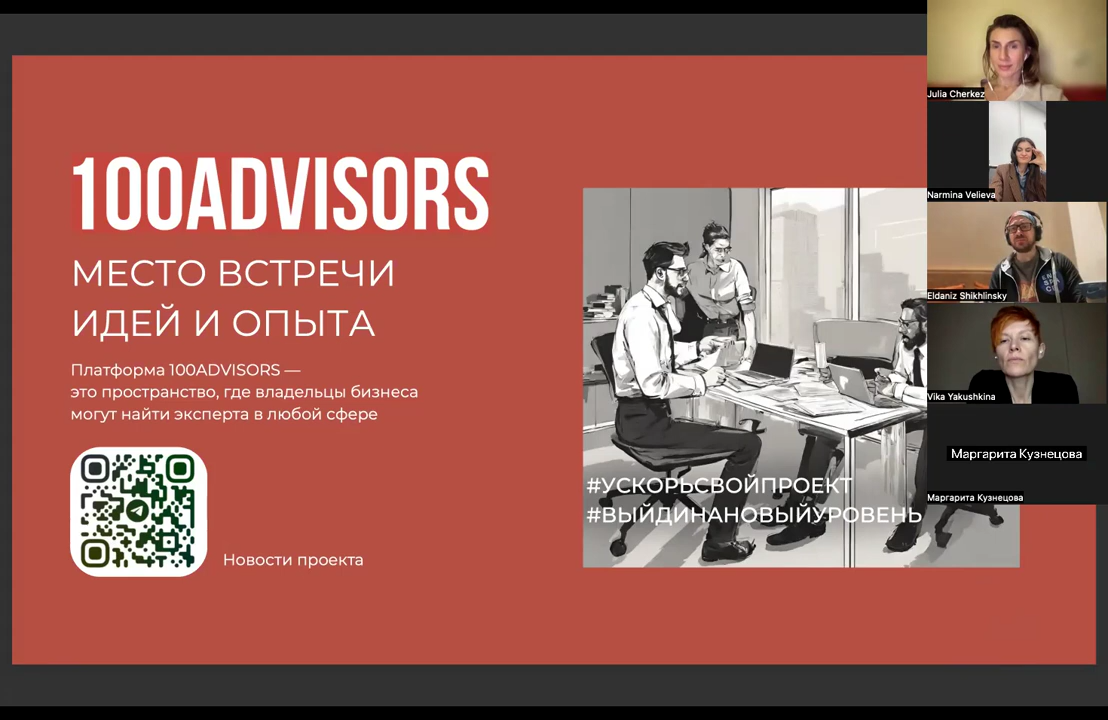 100ADVISORS
МЕСТО ВСТРЕЧИ
ИДЕЙ И ОПЫТА
Платформа 100ADVISORS —
это пространство, где владельцы бизнеса
могут найти эксперта в любой сфере
Новости проекта
#УСКОРЬСВОЙПРОЕКТ
#ВЫЙДИНАНОВЫЙУРОВЕНЬ
Julia Cherkez
Narmina Velieva
Eldaniz Shikhlinsky
Vika Yakushkina
Маргарита Кузнецова
Маргарита Кузнецова